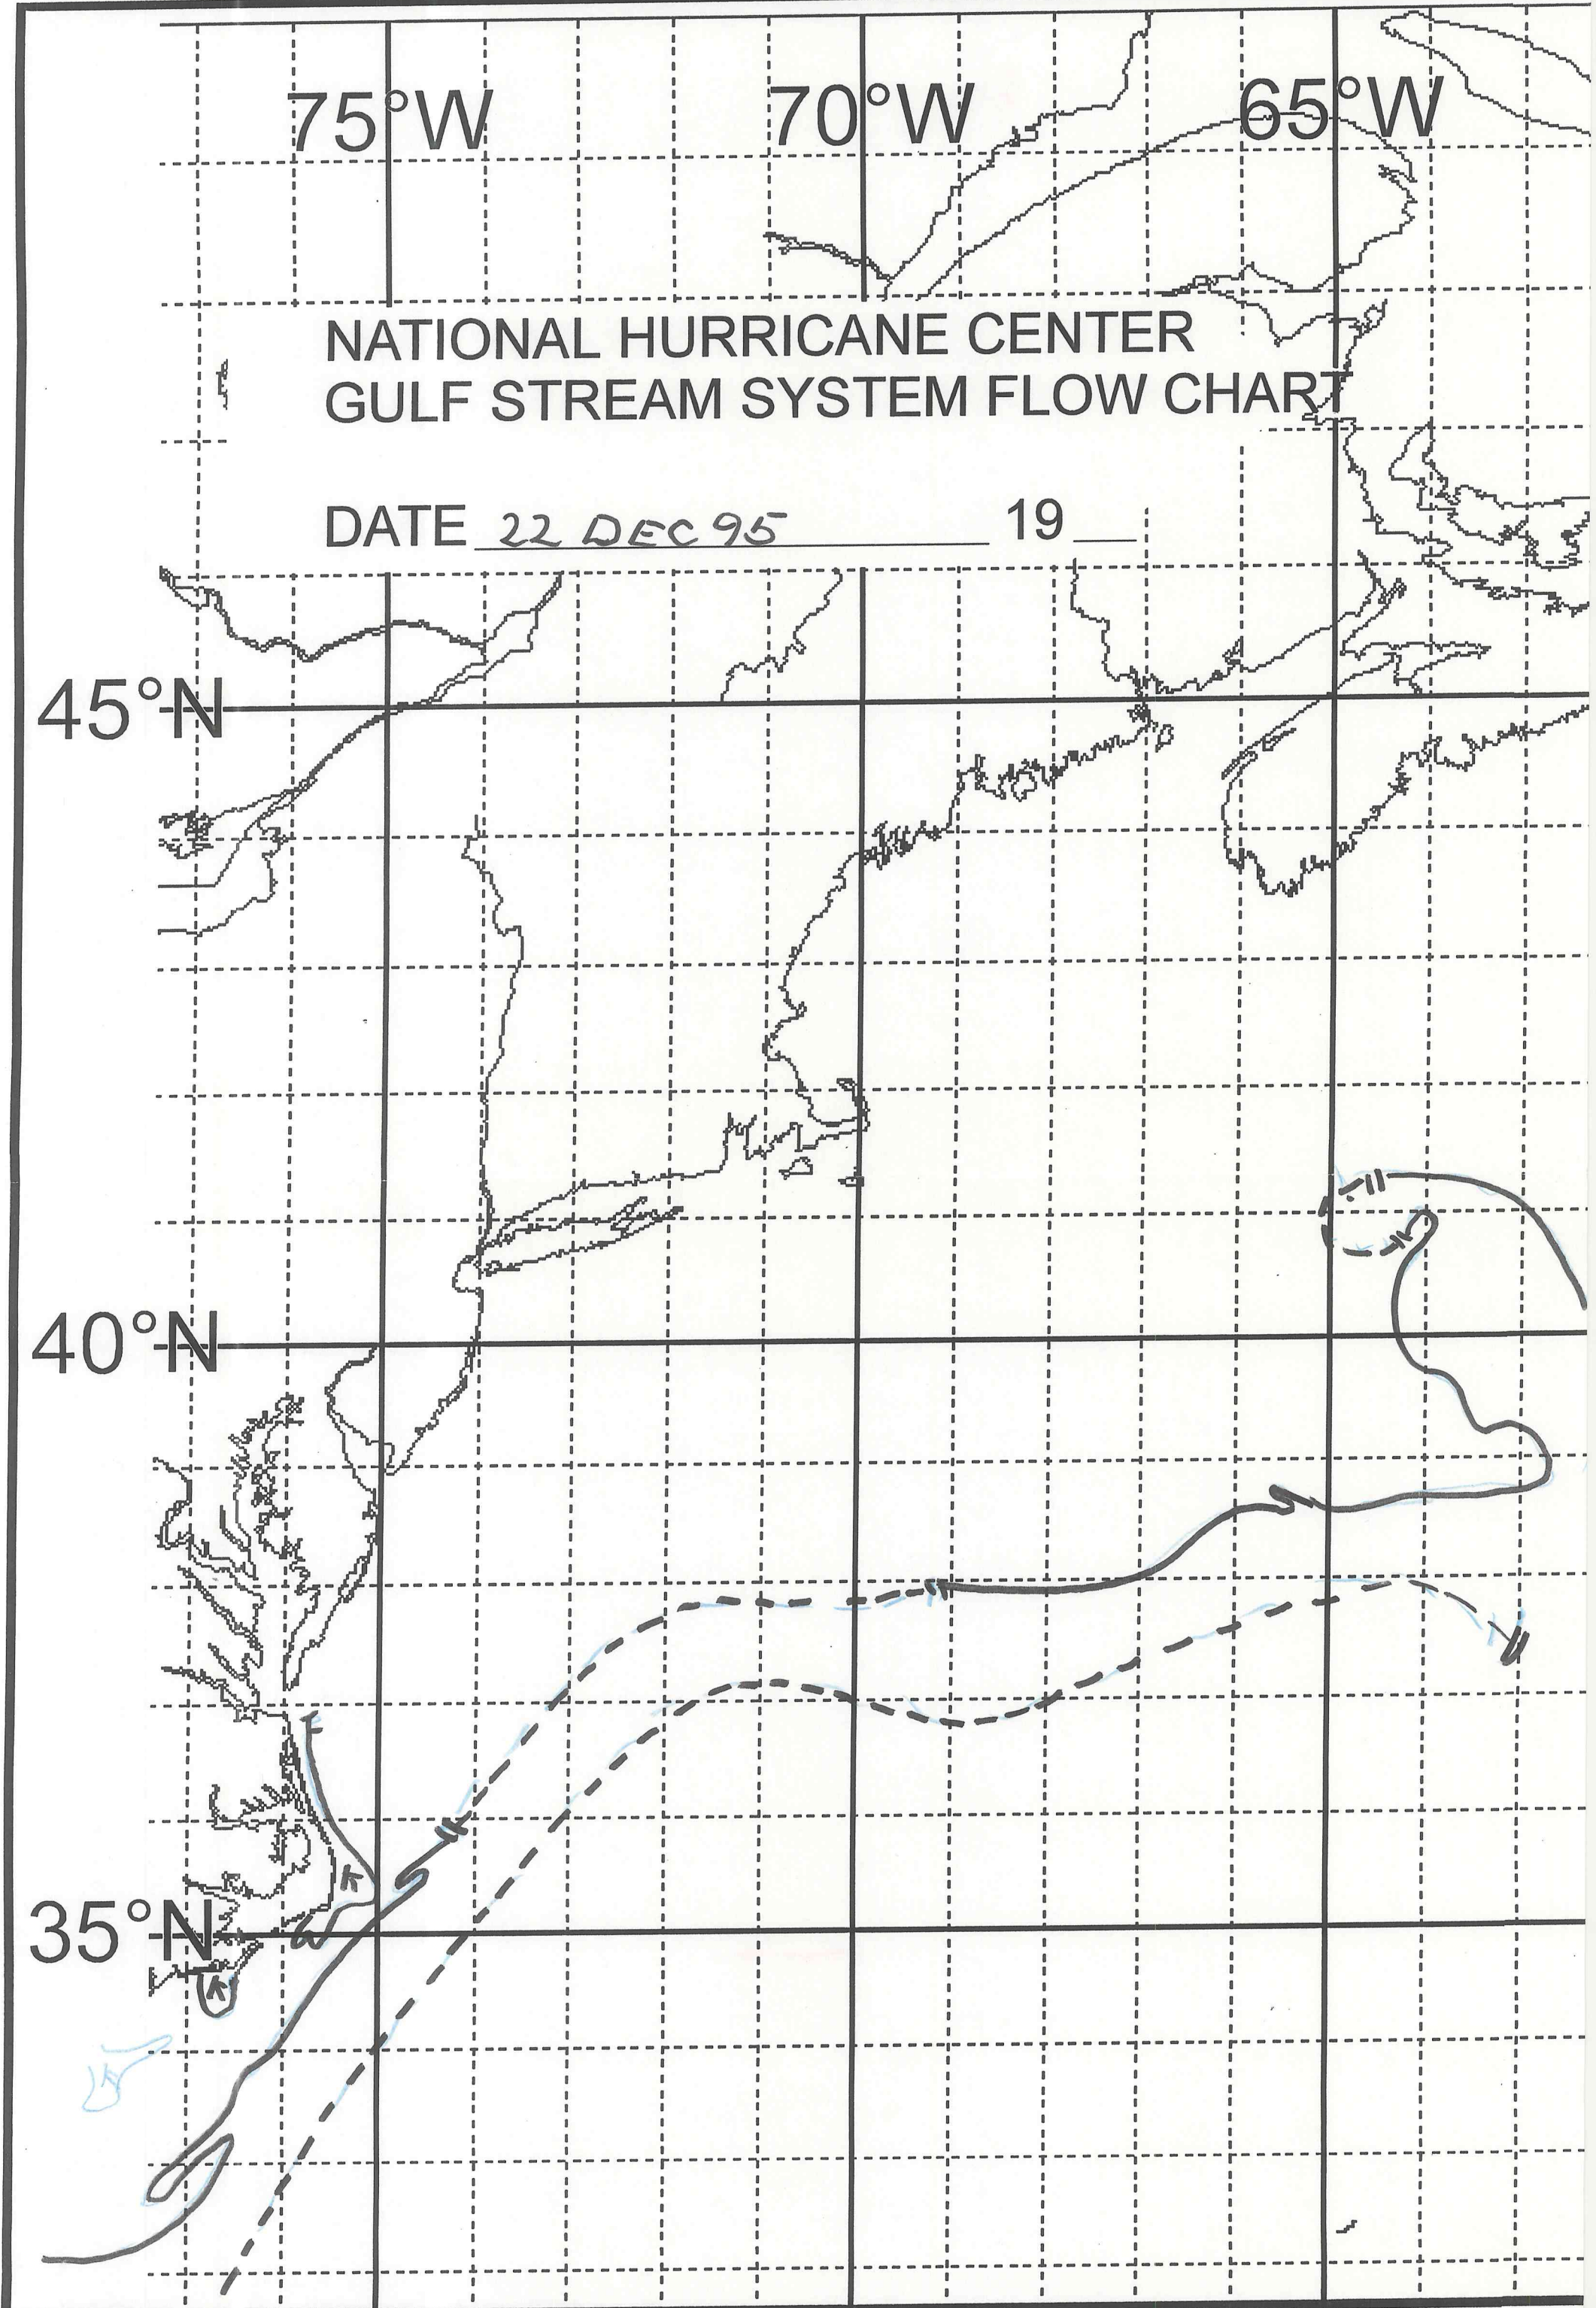 75°W 70°W 65°W
NATIONAL HURRICANE CENTER
GULF STREAM SYSTEM FLOW CHART
DATE 22 DEC 95 19
45°N
40°N
35°N
K
W
K
K